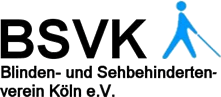 BSVK
Blinden- und Sehbehinderten-
verein Köln e.V.